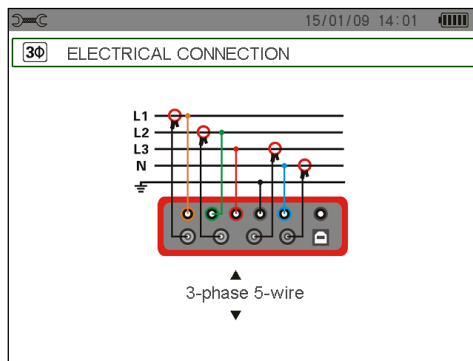 15/01/09 14:01
3Φ ELECTRICAL CONNECTION
L1
L2
L3
N
3-phase 5-wire